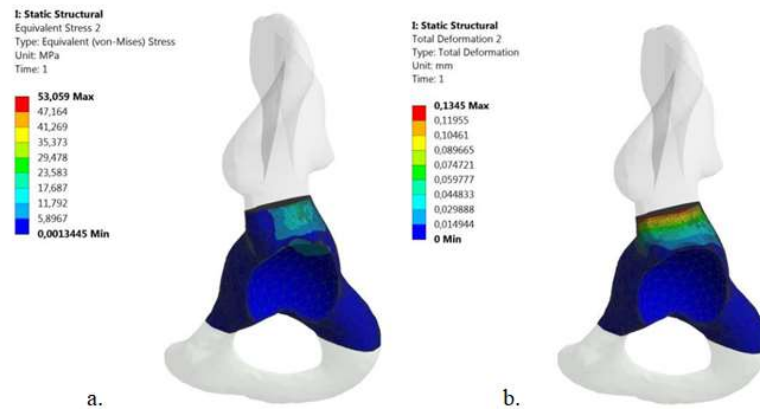 I: Static Structural
Equivalent Stress 2
Type: Equivalent (von-Mises) Stress
Unit: MPa
Time: 1
53,059 Max
47,164
41,269
35,373
29,478
23,583
17,687
11,792
5,8967
0,0013445 Min
a.
I: Static Structural
Total Deformation 2
Type: Total Deformation
Unit: mm
Time: 1
0,1345 Max
0,11955
0,10461
0,089665
0,074721
0,059777
0,044833
0,029888
0,014944
0 Min
b.